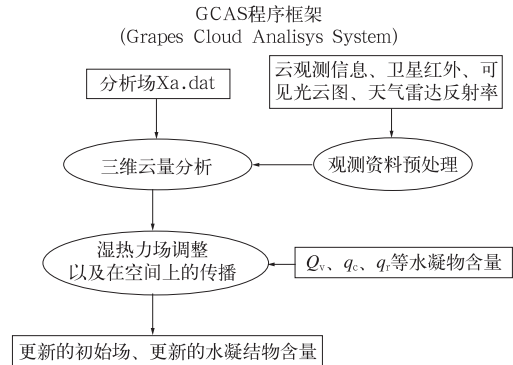 GCAS程序框架
(Grapes Cloud Analisys System)
分析场Xa.dat
云观测信息、卫星红外、可
见光云图、天气雷达反射率
三维云量分析
观测资料预处理
湿热力场调整
以及在空间上的传播
Qv、qc、qr等水凝物含量
更新的初始场、更新的水凝结物含量